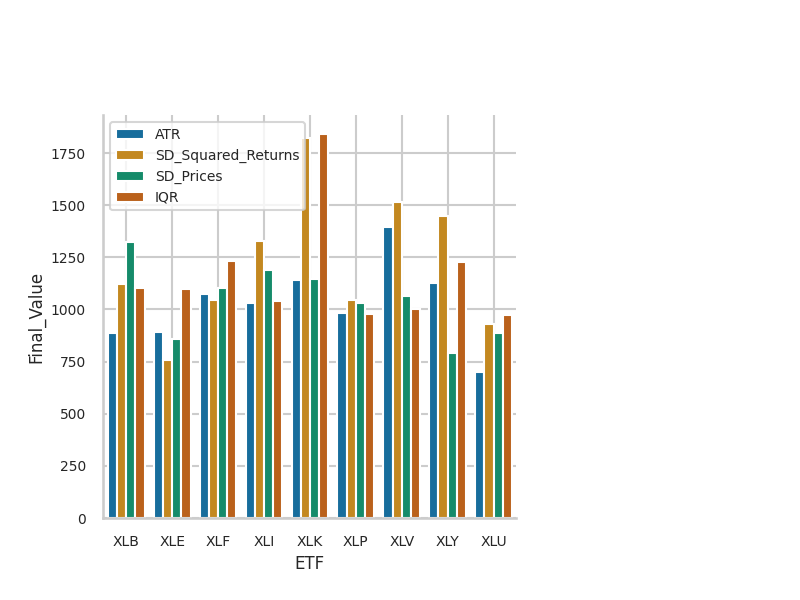 ATR
SD_Squared_Returns
SD_Prices
IQR
1750
1500
1250
1000
750
500
250
0
Final_Value
XLB XLE XLF XLI XLK XLP XLV XLY XLU
ETF